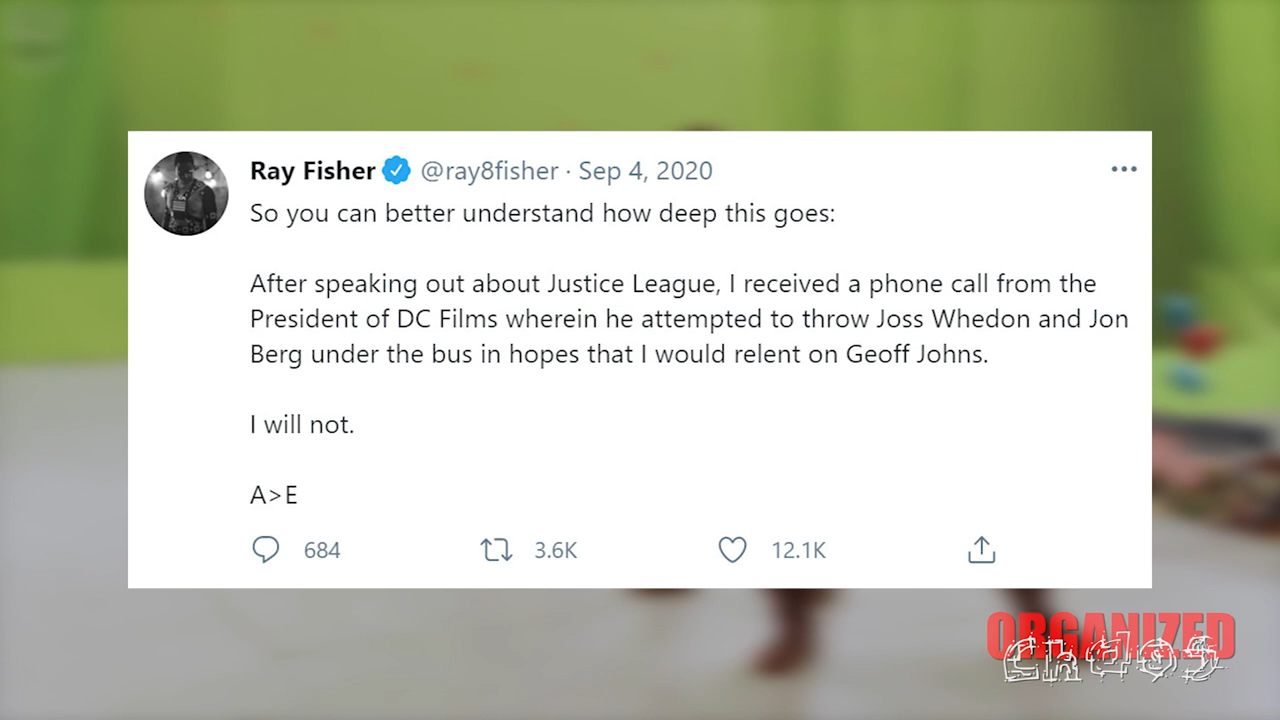 Ray Fisher @ray8fisher · Sep 4, 2020
So you can better understand how deep this goes:
After speaking out about Justice League, I received a phone call from the
President of DC Films wherein he attempted to throw Joss Whedon and Jon
Berg under the bus in hopes that I would relent on Geoff Johns.
I will not.
A>E
684 3.6K 12.1K
ORGANIZED
chaos